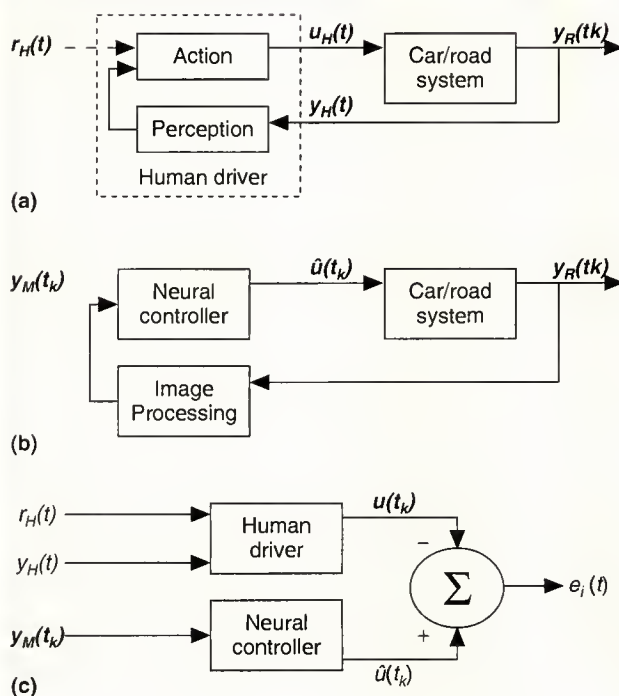 r_H(t)
Action
u_H(t)
Car/road
system
y_R(tk)
Perception
y_H(t)
Human driver
(a)
y_M(t_k)
Neural
controller
û(t_k)
Car/road
system
y_R(tk)
Image
Processing
(b)
r_H(t)
y_H(t)
Human
driver
u(t_k)
−
Σ
e_i (t)
+
y_M(t_k)
Neural
controller
û(t_k)
(c)